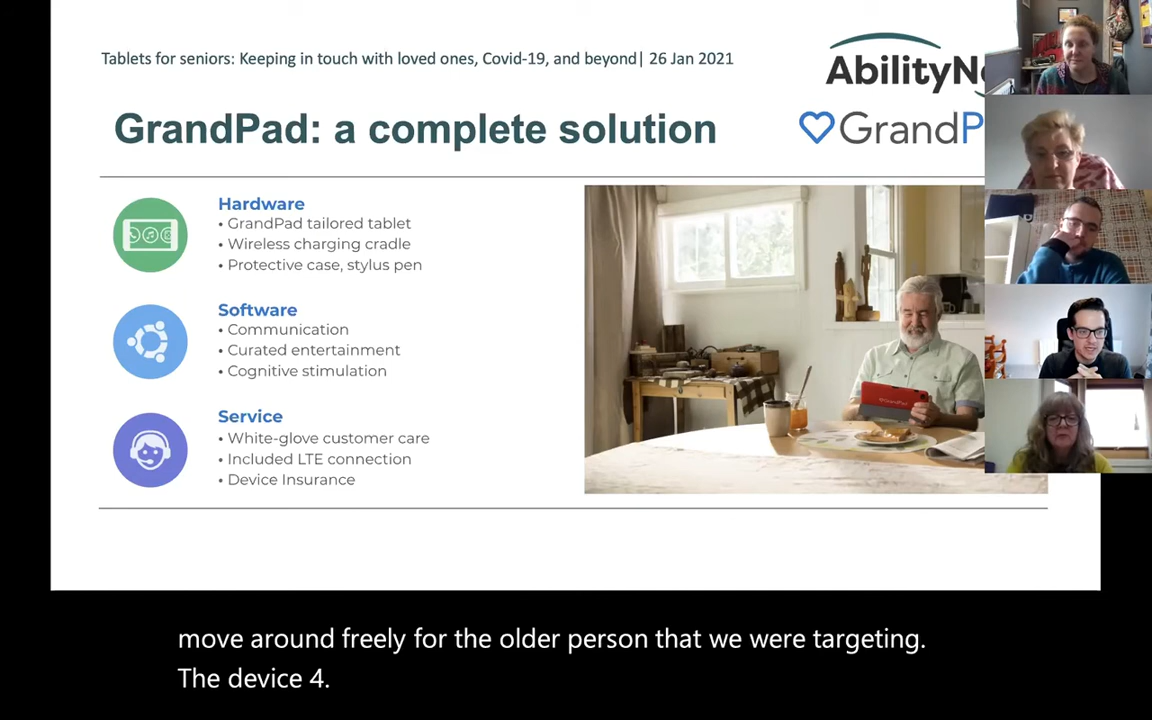 Tablets for seniors: Keeping in touch with loved ones, Covid-19, and beyond| 26 Jan 2021
AbilityN
GrandPad: a complete solution
GrandP
Hardware
• GrandPad tailored tablet
• Wireless charging cradle
• Protective case, stylus pen
Software
• Communication
• Curated entertainment
• Cognitive stimulation
GrandPad
Service
• White-glove customer care
• Included LTE connection
• Device Insurance
move around freely for the older person that we were targeting.
The device 4.